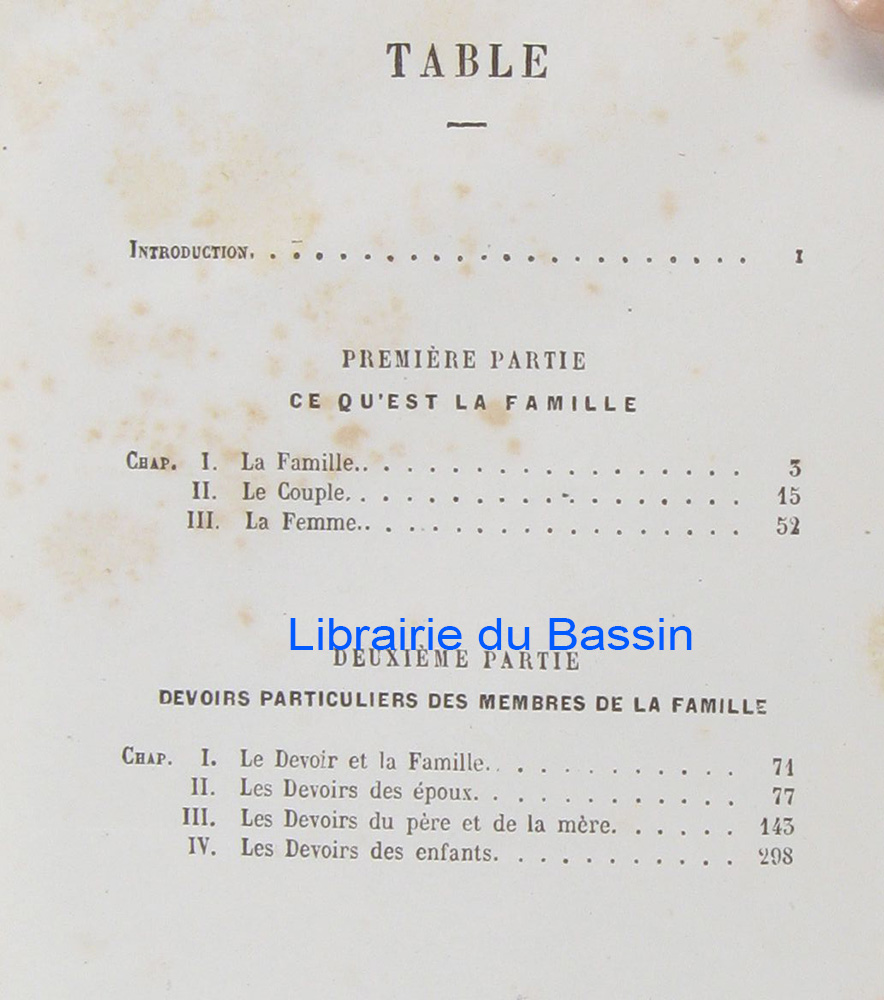 TABLE
INTRODUCTION. . . . . . . . . . . . . . . . . . . . . . I
PREMIÈRE PARTIE
CE QU'EST LA FAMILLE
CHAP. I. La Famille. . . . . . . . . . . . . . . . . . 3
II. Le Couple. . . . . . . . . . . . . . . . . . 15
III. La Femme. . . . . . . . . . . . . . . . . . 52
Librairie du Bassin
DEUXIÈME PARTIE
DEVOIRS PARTICULIERS DES MEMBRES DE LA FAMILLE
CHAP. I. Le Devoir et la Famille. . . . . . . . . . . . 71
II. Les Devoirs des époux. . . . . . . . . . . . 77
III. Les Devoirs du père et de la mère. . . . . . 143
IV. Les Devoirs des enfants. . . . . . . . . . . 298